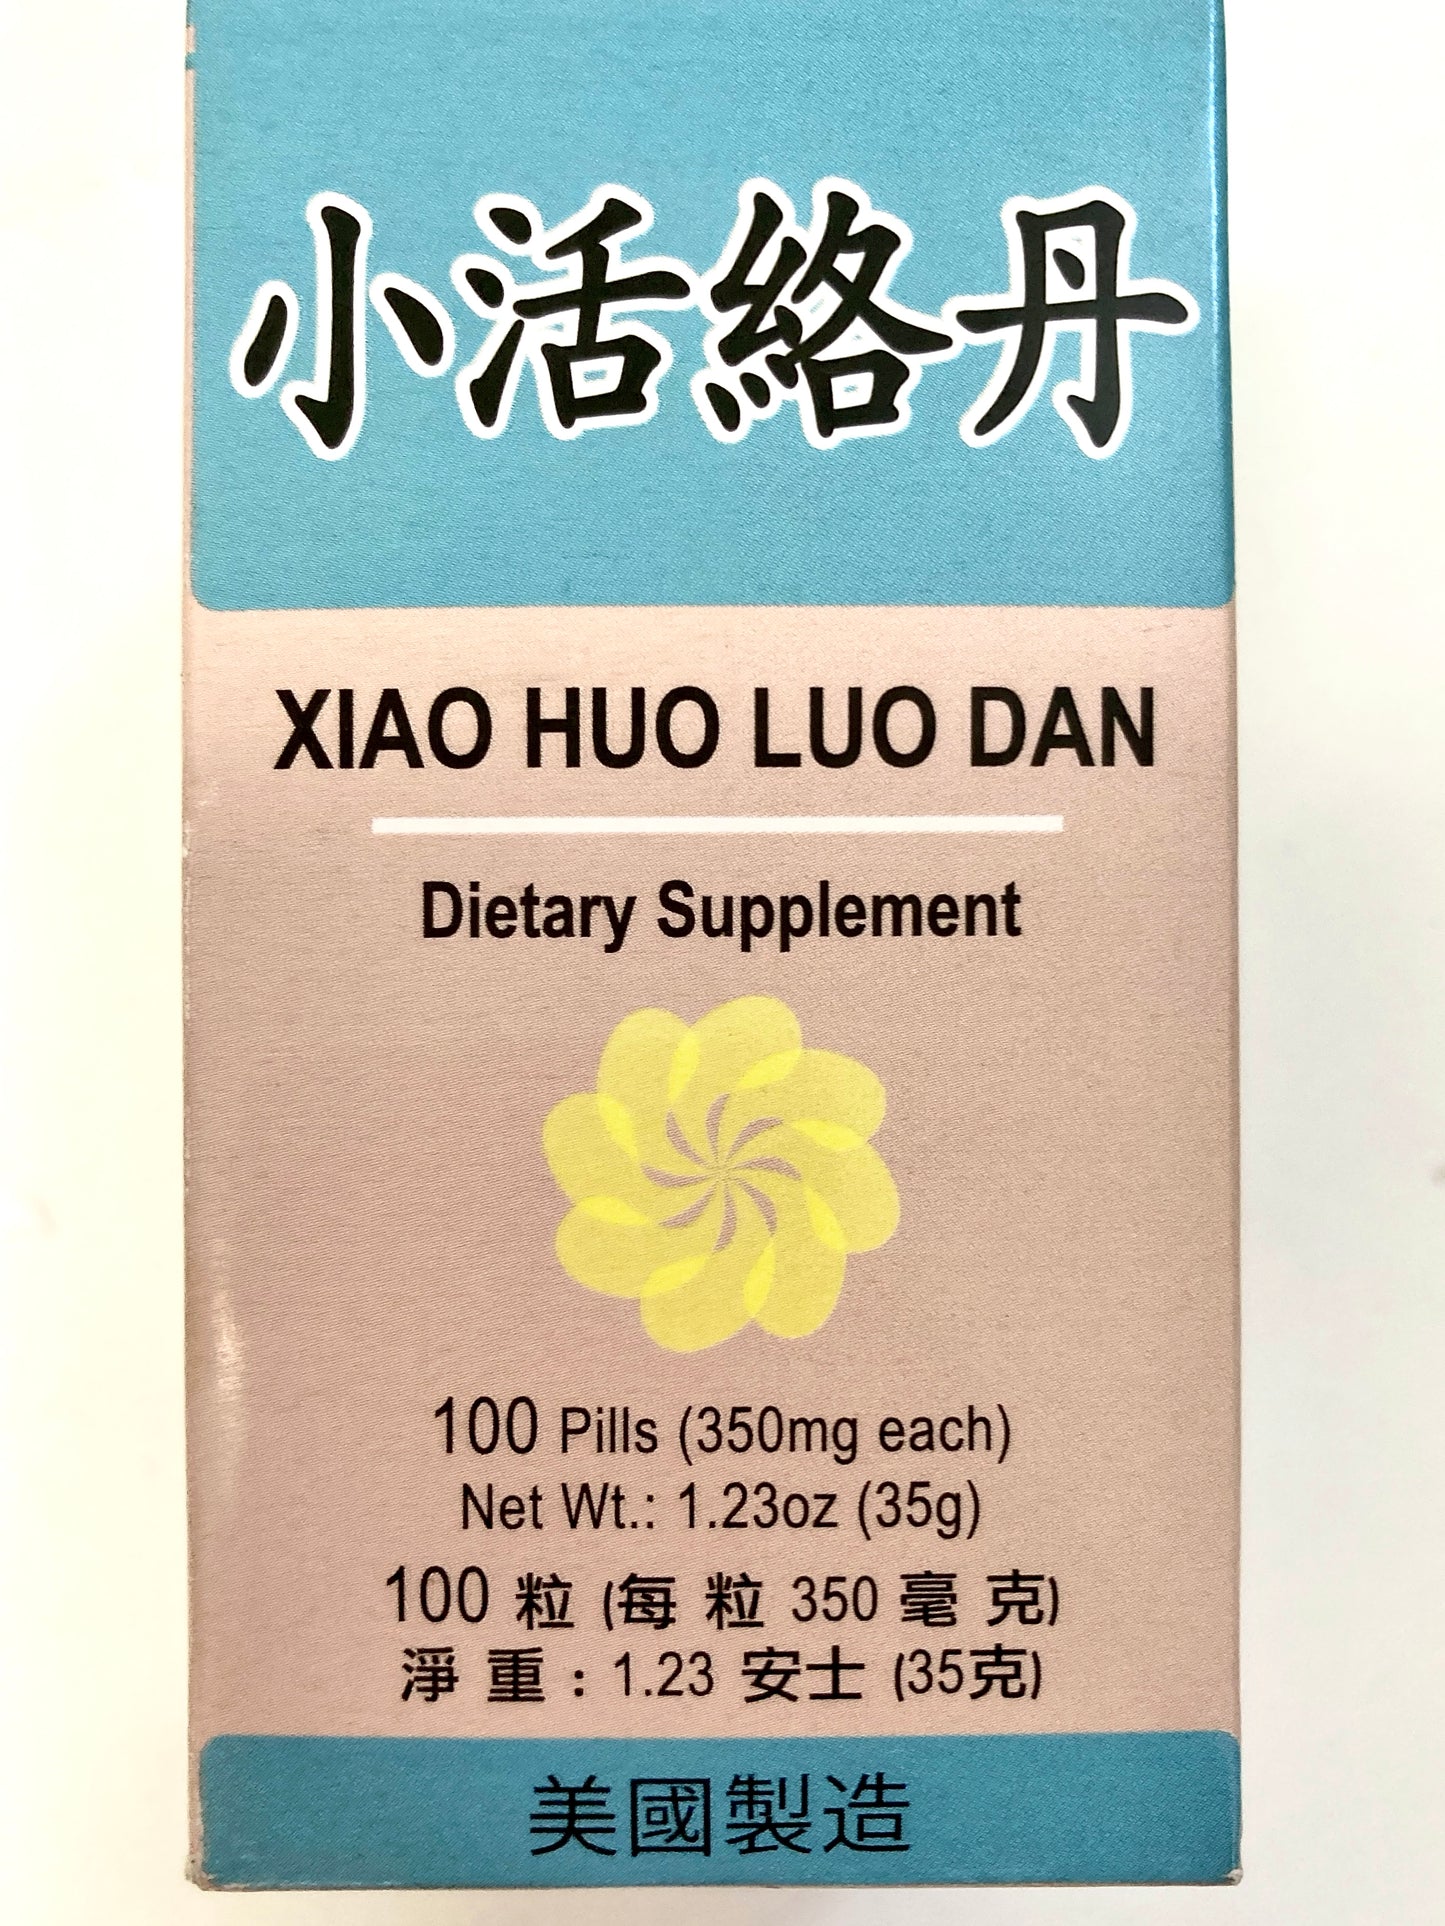 小活絡丹
XIAO HUO LUO DAN
Dietary Supplement
100 Pills (350mg each)
Net Wt.: 1.23oz (35g)
100 粒 (每 粒 350 毫 克)
淨 重 : 1.23 安士 (35克)
美國製造